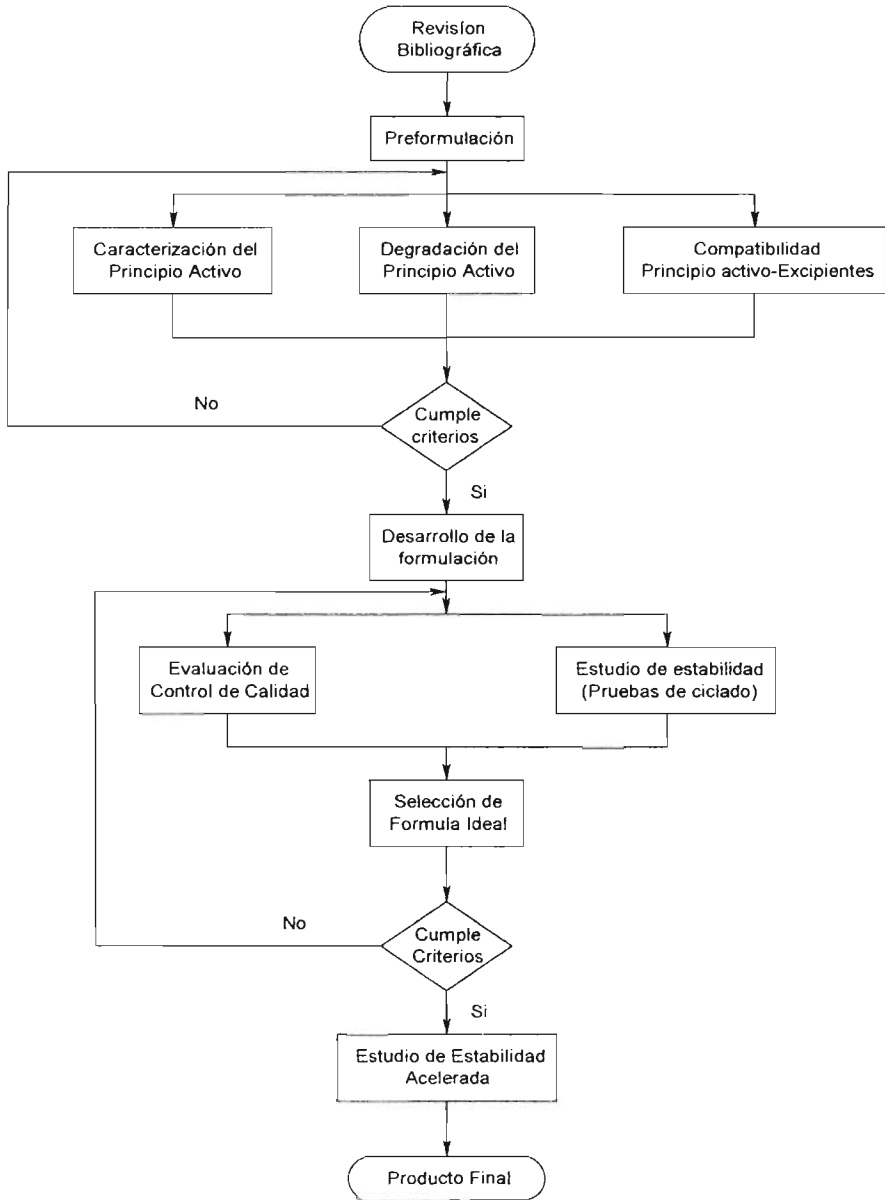 Revisíon
Bibliográfica
Preformulación
Caracterización del
Principio Activo
Degradación del
Principio Activo
Compatibilidad
Principio activo-Excipientes
No
Cumple
criterios
Si
Desarrollo de la
formulación
Evaluación de
Control de Calidad
Estudio de estabilidad
(Pruebas de ciclado)
Selección de
Formula Ideal
No
Cumple
Criterios
Si
Estudio de Estabilidad
Acelerada
Producto Final